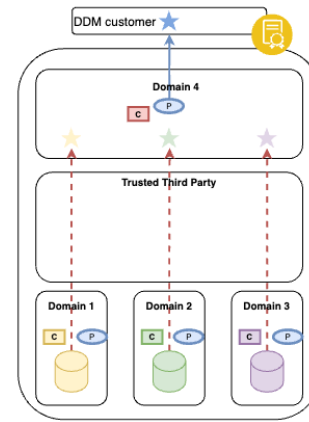 DDM customer
Domain 4
P
C
Trusted Third Party
Domain 1
Domain 2
Domain 3
C P
C P
C P